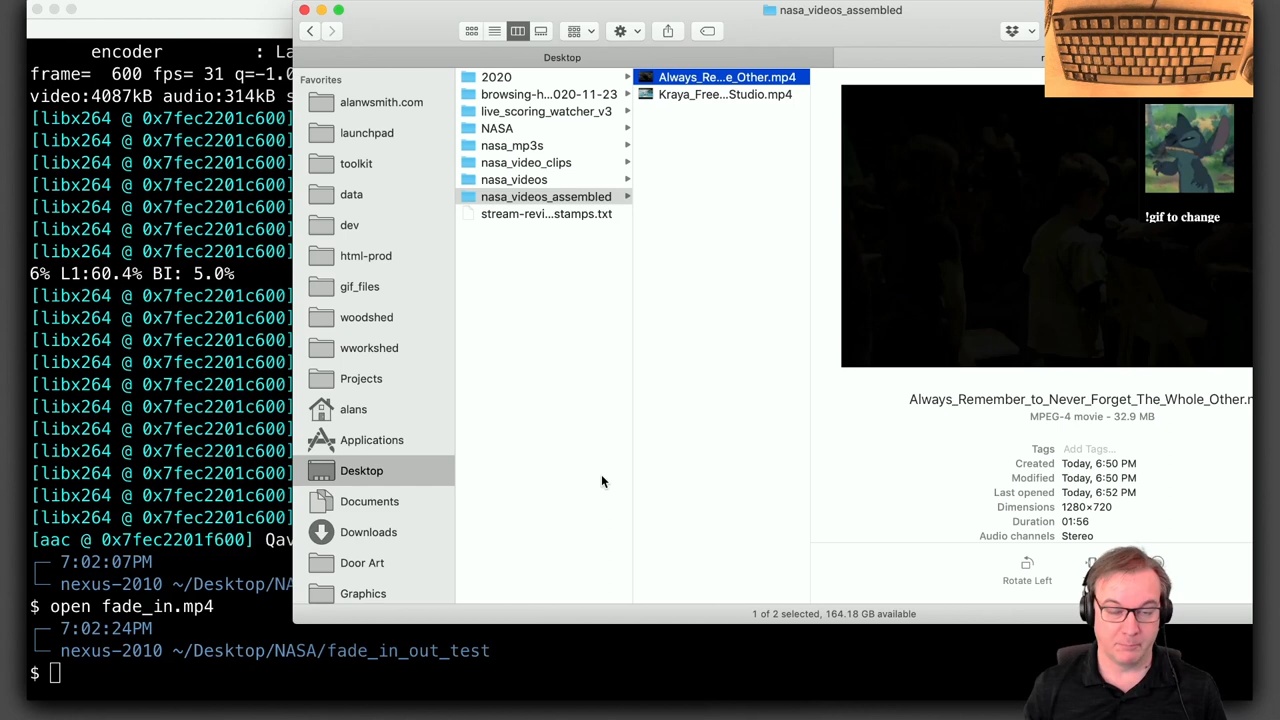 encoder : La
frame= 600 fps= 31 q=-1.0
video:4087kB audio:314kB s
[libx264 @ 0x7fec2201c600]
[libx264 @ 0x7fec2201c600]
[libx264 @ 0x7fec2201c600]
[libx264 @ 0x7fec2201c600]
[libx264 @ 0x7fec2201c600]
[libx264 @ 0x7fec2201c600]
[libx264 @ 0x7fec2201c600]
6% L1:60.4% BI: 5.0%
[libx264 @ 0x7fec2201c600]
[libx264 @ 0x7fec2201c600]
[libx264 @ 0x7fec2201c600]
[libx264 @ 0x7fec2201c600]
[libx264 @ 0x7fec2201c600]
[libx264 @ 0x7fec2201c600]
[libx264 @ 0x7fec2201c600]
[libx264 @ 0x7fec2201c600]
[libx264 @ 0x7fec2201c600]
[libx264 @ 0x7fec2201c600]
[libx264 @ 0x7fec2201c600]
[aac @ 0x7fec2201f600] Qav
7:02:07PM
nexus-2010 ~/Desktop/NA
$ open fade_in.mp4
7:02:24PM
nexus-2010 ~/Desktop/NASA/fade_in_out_test
$
nasa_videos_assembled
Desktop
Favorites
alanwsmith.com
launchpad
toolkit
data
dev
html-prod
gif_files
woodshed
wworkshed
Projects
alans
Applications
Desktop
Documents
Downloads
Door Art
Graphics
2020
browsing-h...020-11-23
live_scoring_watcher_v3
NASA
nasa_mp3s
nasa_video_clips
nasa_videos
nasa_videos_assembled
stream-revi...stamps.txt
Always_Re...e_Other.mp4
Kraya_Free...Studio.mp4
!gif to change
Always_Remember_to_Never_Forget_The_Whole_Other.m
MPEG-4 movie - 32.9 MB
Tags Add Tags...
Created Today, 6:50 PM
Modified Today, 6:50 PM
Last opened Today, 6:52 PM
Dimensions 1280×720
Duration 01:56
Audio channels Stereo
Rotate Left
1 of 2 selected, 164.18 GB available